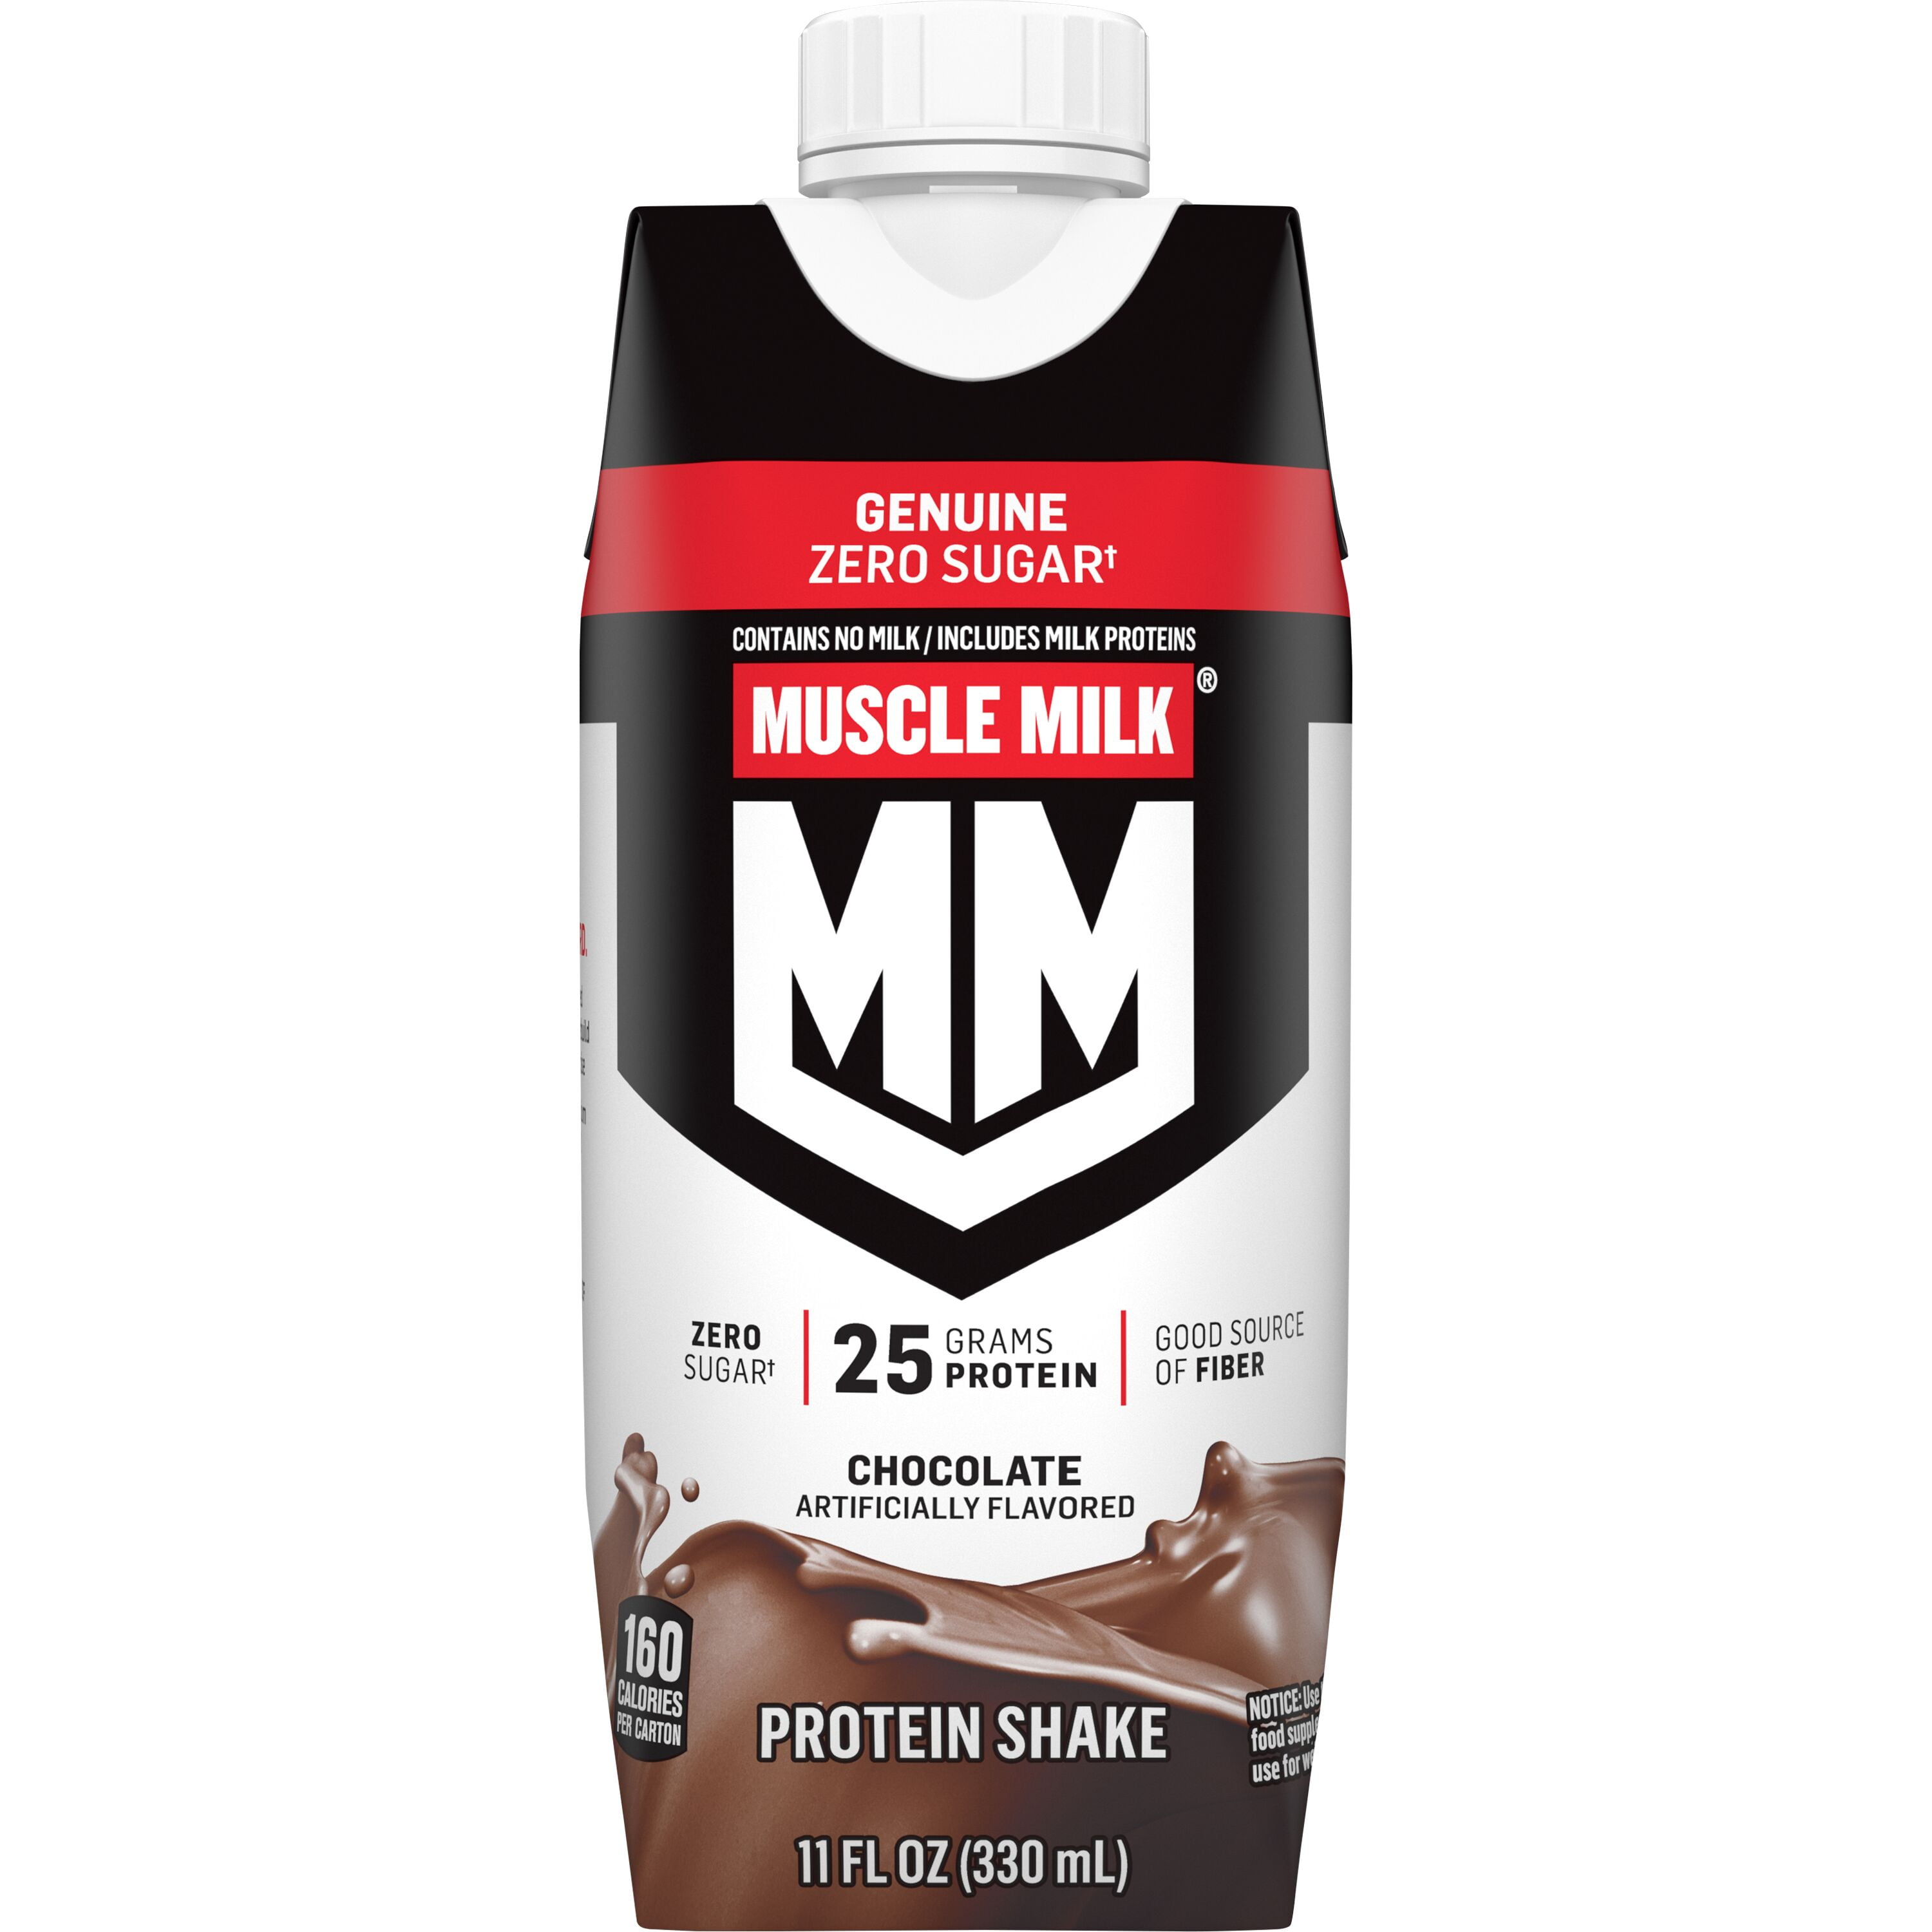 GENUINE
ZERO SUGAR†
CONTAINS NO MILK / INCLUDES MILK PROTEINS
MUSCLE MILK®
MM
ZERO
SUGAR†
25 GRAMS
PROTEIN
GOOD SOURCE
OF FIBER
CHOCOLATE
ARTIFICIALLY FLAVORED
160
CALORIES
PER CARTON
PROTEIN SHAKE
NOTICE: Use
food
use for
11 FL OZ (330 mL)